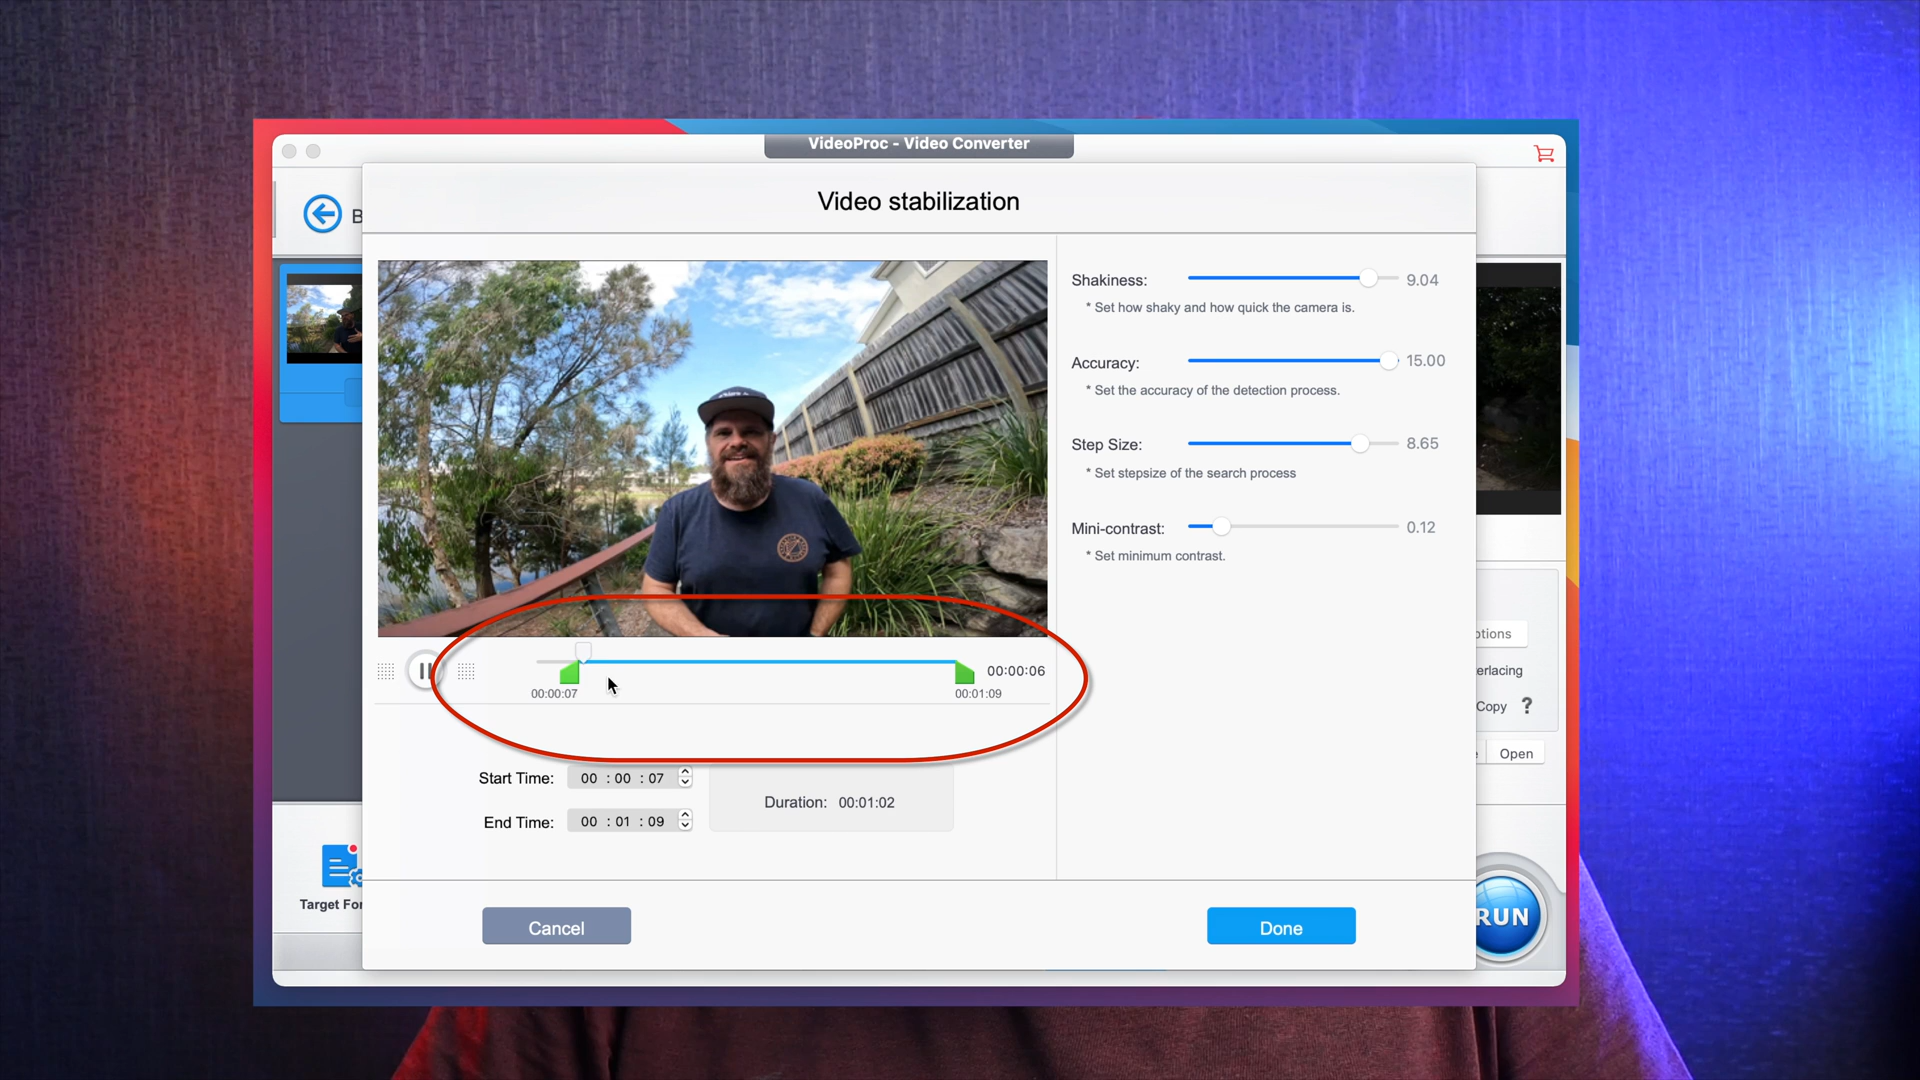 VideoProc - Video Converter
B
Video stabilization
Shakiness: 9.04
* Set how shaky and how quick the camera is.
Accuracy: 15.00
* Set the accuracy of the detection process.
Step Size: 8.65
* Set stepsize of the search process
Mini-contrast: 0.12
* Set minimum contrast.
otions
00:00:06
erlacing
00:00:07
00:01:09
Copy ?
e Open
Start Time: 00 : 00 : 07
Duration: 00:01:02
End Time: 00 : 01 : 09
Target For
RUN
Cancel
Done